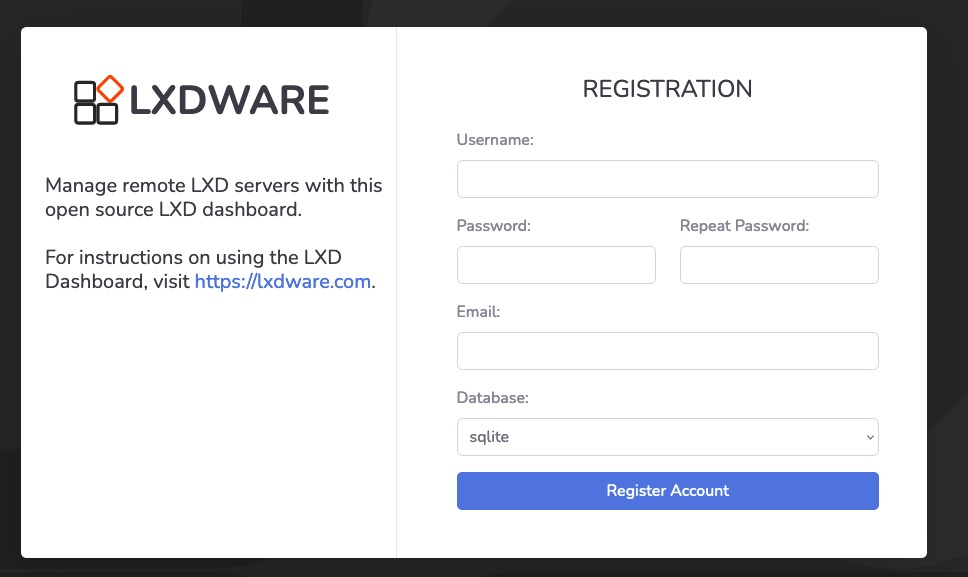 LXDWARE
Manage remote LXD servers with this
open source LXD dashboard.
For instructions on using the LXD
Dashboard, visit https://lxdware.com.
REGISTRATION
Username:
Password:
Repeat Password:
Email:
Database:
sqlite
Register Account